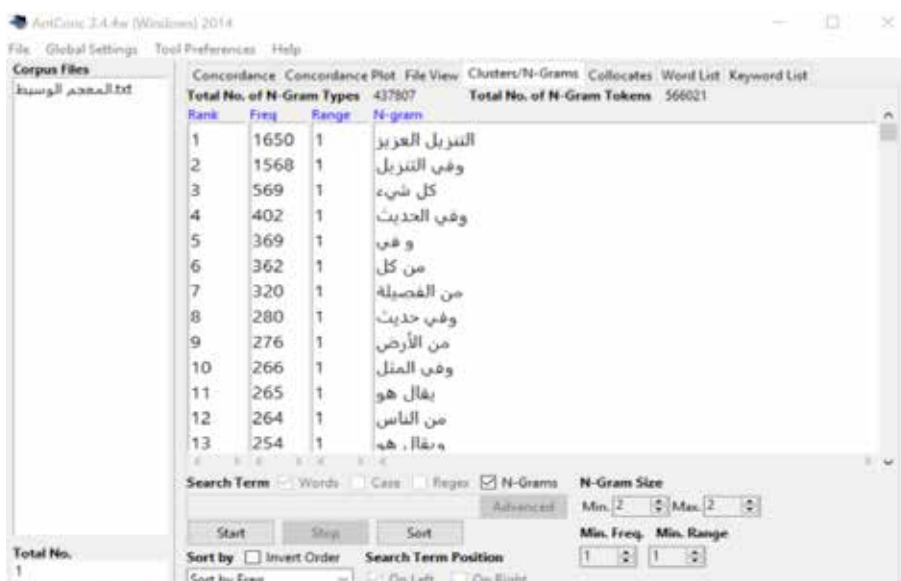 AntConc 3.4.4w (Windows) 2014
File Global Settings Tool Preferences Help
Corpus Files
المعجم الوسيط.txt
Concordance Concordance Plot File View Clusters/N-Grams Collocates Word List Keyword List
Total No. of N-Gram Types 437807 Total No. of N-Gram Tokens 566021
Rank Freq Range N-gram
1 1650 1 التنزيل العزيز
2 1568 1 وفي التنزيل
3 569 1 كل شيء
4 402 1 وفي الحديث
5 369 1 و في
6 362 1 من كل
7 320 1 من الفصيلة
8 280 1 وفي حديث
9 276 1 من الأرض
10 266 1 وفي المثل
11 265 1 يقال هو
12 264 1 من الناس
13 254 1 ويقال هو
Search Term Words Case Regex N-Grams N-Gram Size
Advanced Min. 2 Max. 2
Start Stop Sort Min. Freq. Min. Range
1 1
Total No.
1
Sort by Invert Order Search Term Position
Sort by Freq On Left On Right